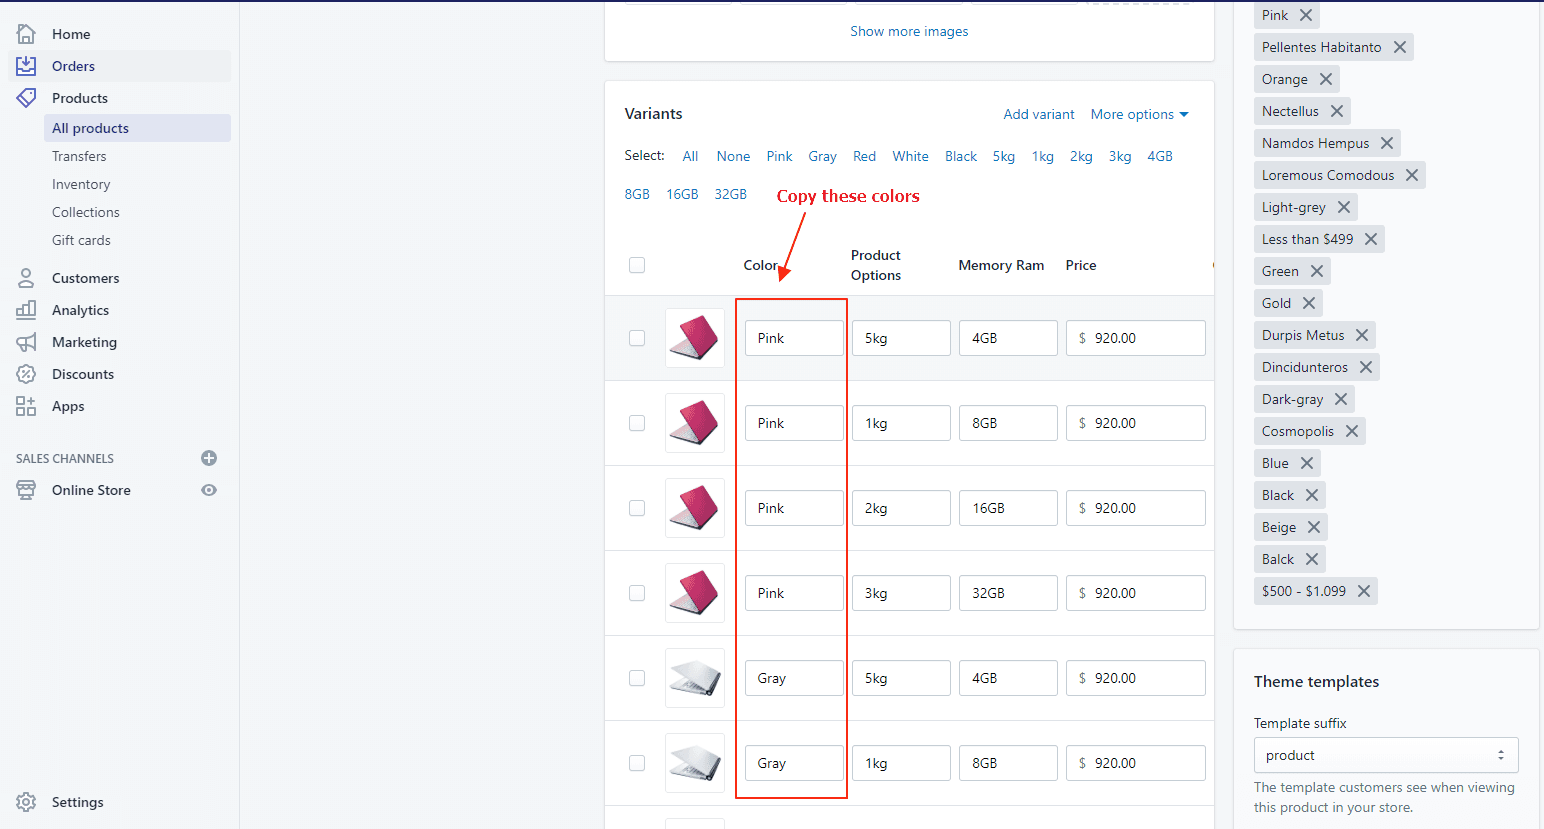 Home
Orders
Products
All products
Transfers
Inventory
Collections
Gift cards
Customers
Analytics
Marketing
Discounts
Apps
SALES CHANNELS
Online Store
Settings
Show more images
Variants
Add variant More options
Select: All None Pink Gray Red White Black 5kg 1kg 2kg 3kg 4GB
8GB 16GB 32GB
Copy these colors
Color Product Options Memory Ram Price
Pink 5kg 4GB $ 920.00
Pink 1kg 8GB $ 920.00
Pink 2kg 16GB $ 920.00
Pink 3kg 32GB $ 920.00
Gray 5kg 4GB $ 920.00
Gray 1kg 8GB $ 920.00
Pink
Pellentes Habitanto
Orange
Nectellus
Namdos Hempus
Loremous Comodous
Light-grey
Less than $499
Green
Gold
Durpis Metus
Dincidunteros
Dark-gray
Cosmopolis
Blue
Black
Beige
Balck
$500 - $1.099
Theme templates
Template suffix
product
The template customers see when viewing
this product in your store.